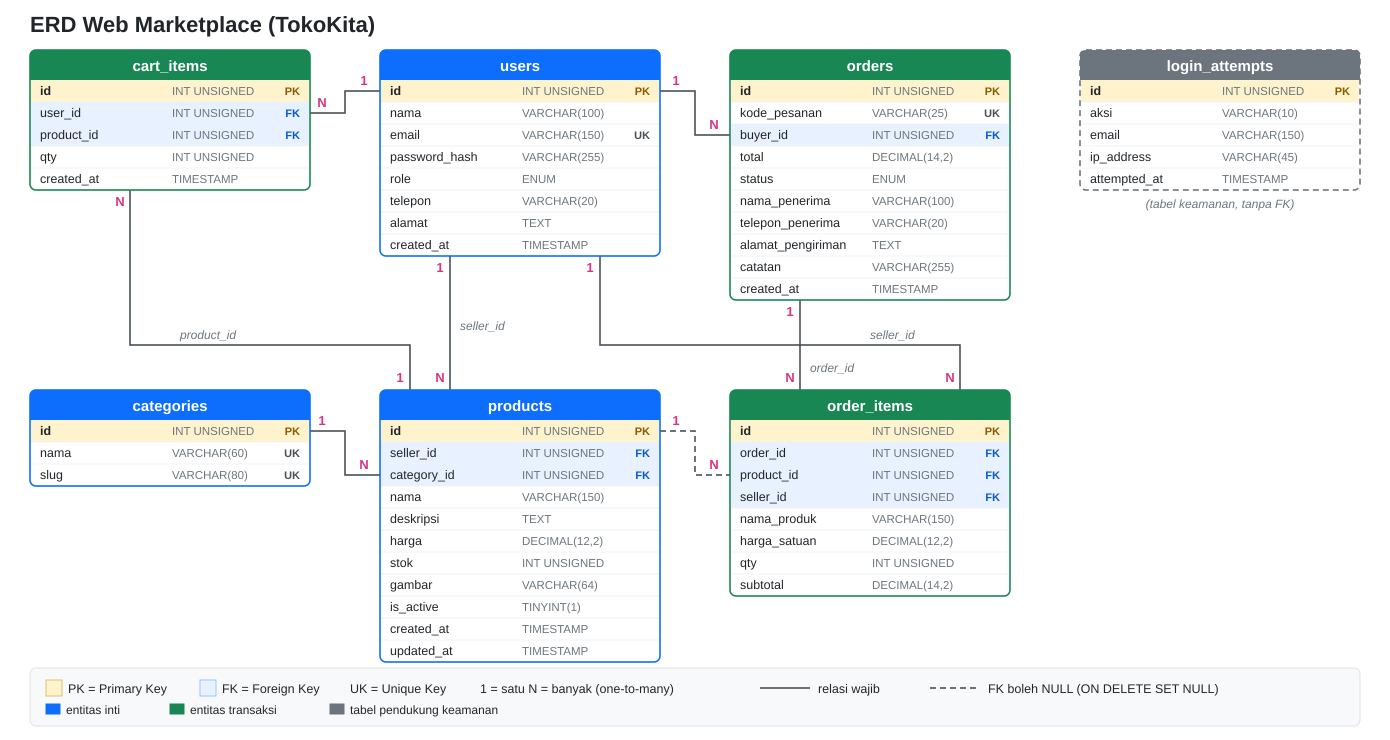 ERD Web Marketplace (TokoKita)
cart_items
id INT UNSIGNED PK
user_id INT UNSIGNED FK
product_id INT UNSIGNED FK
qty INT UNSIGNED
created_at TIMESTAMP
N
1
N
users
id INT UNSIGNED PK
nama VARCHAR(100)
email VARCHAR(150) UK
password_hash VARCHAR(255)
role ENUM
telepon VARCHAR(20)
alamat TEXT
created_at TIMESTAMP
1
N
1
1
orders
id INT UNSIGNED PK
kode_pesanan VARCHAR(25) UK
buyer_id INT UNSIGNED FK
total DECIMAL(14,2)
status ENUM
nama_penerima VARCHAR(100)
telepon_penerima VARCHAR(20)
alamat_pengiriman TEXT
catatan VARCHAR(255)
created_at TIMESTAMP
1
login_attempts
id INT UNSIGNED PK
aksi VARCHAR(10)
email VARCHAR(150)
ip_address VARCHAR(45)
attempted_at TIMESTAMP
(tabel keamanan, tanpa FK)
product_id
seller_id
seller_id
order_id
1
N
N
N
categories
id INT UNSIGNED PK
nama VARCHAR(60) UK
slug VARCHAR(80) UK
1
N
products
id INT UNSIGNED PK
seller_id INT UNSIGNED FK
category_id INT UNSIGNED FK
nama VARCHAR(150)
deskripsi TEXT
harga DECIMAL(12,2)
stok INT UNSIGNED
gambar VARCHAR(64)
is_active TINYINT(1)
created_at TIMESTAMP
updated_at TIMESTAMP
1
N
order_items
id INT UNSIGNED PK
order_id INT UNSIGNED FK
product_id INT UNSIGNED FK
seller_id INT UNSIGNED FK
nama_produk VARCHAR(150)
harga_satuan DECIMAL(12,2)
qty INT UNSIGNED
subtotal DECIMAL(14,2)
PK = Primary Key FK = Foreign Key UK = Unique Key 1 = satu N = banyak (one-to-many) relasi wajib FK boleh NULL (ON DELETE SET NULL)
entitas inti entitas transaksi tabel pendukung keamanan